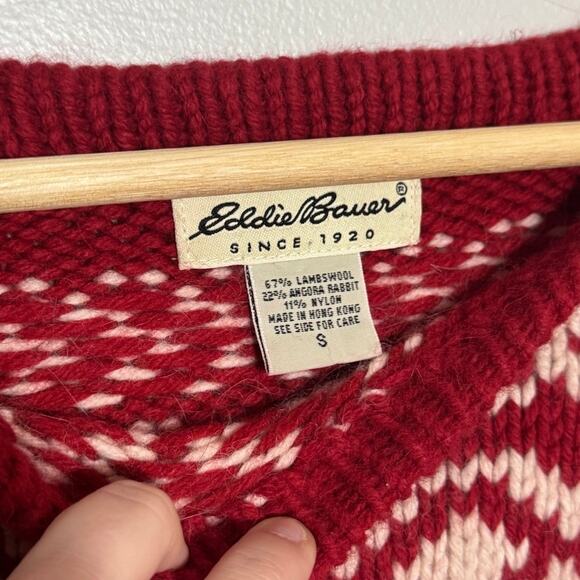 Eddie Bauer®
SINCE 1920
67% LAMBSWOOL
22% ANGORA RABBIT
11% NYLON
MADE IN HONG KONG
SEE SIDE FOR CARE
S